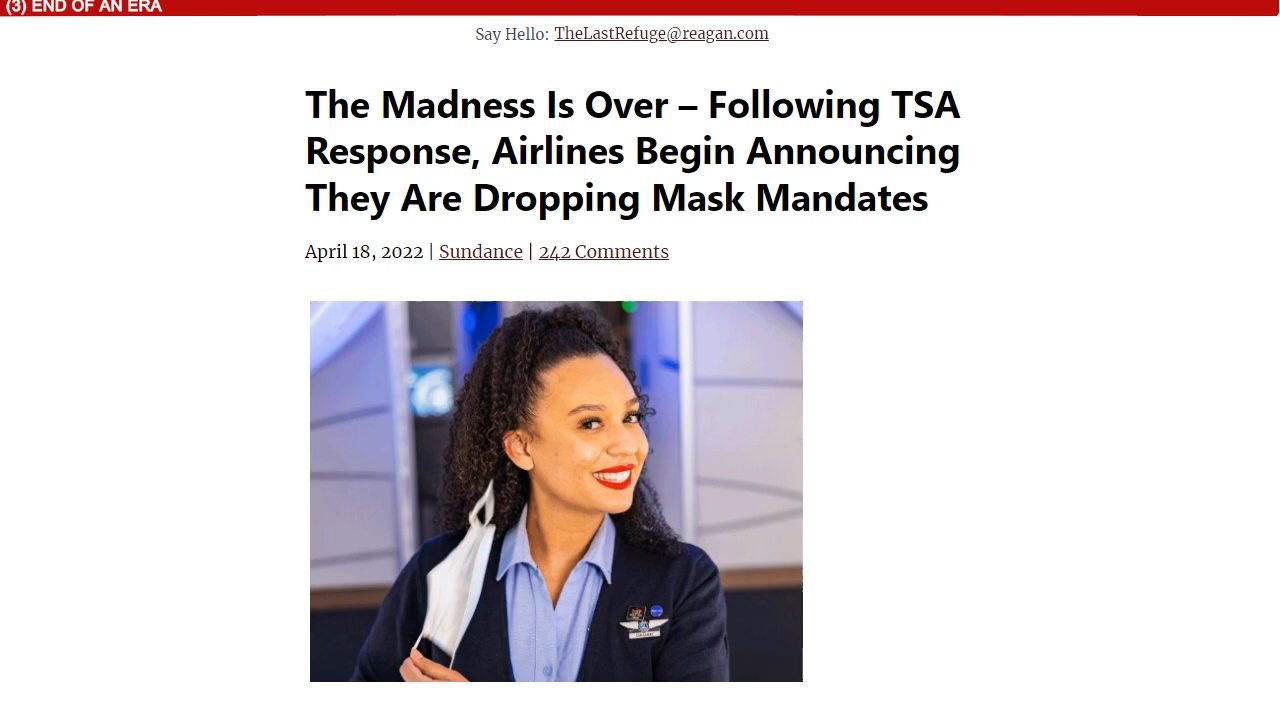 (3) END OF AN ERA
Say Hello: TheLastRefuge@reagan.com
The Madness Is Over – Following TSA
Response, Airlines Begin Announcing
They Are Dropping Mask Mandates
April 18, 2022 | Sundance | 242 Comments